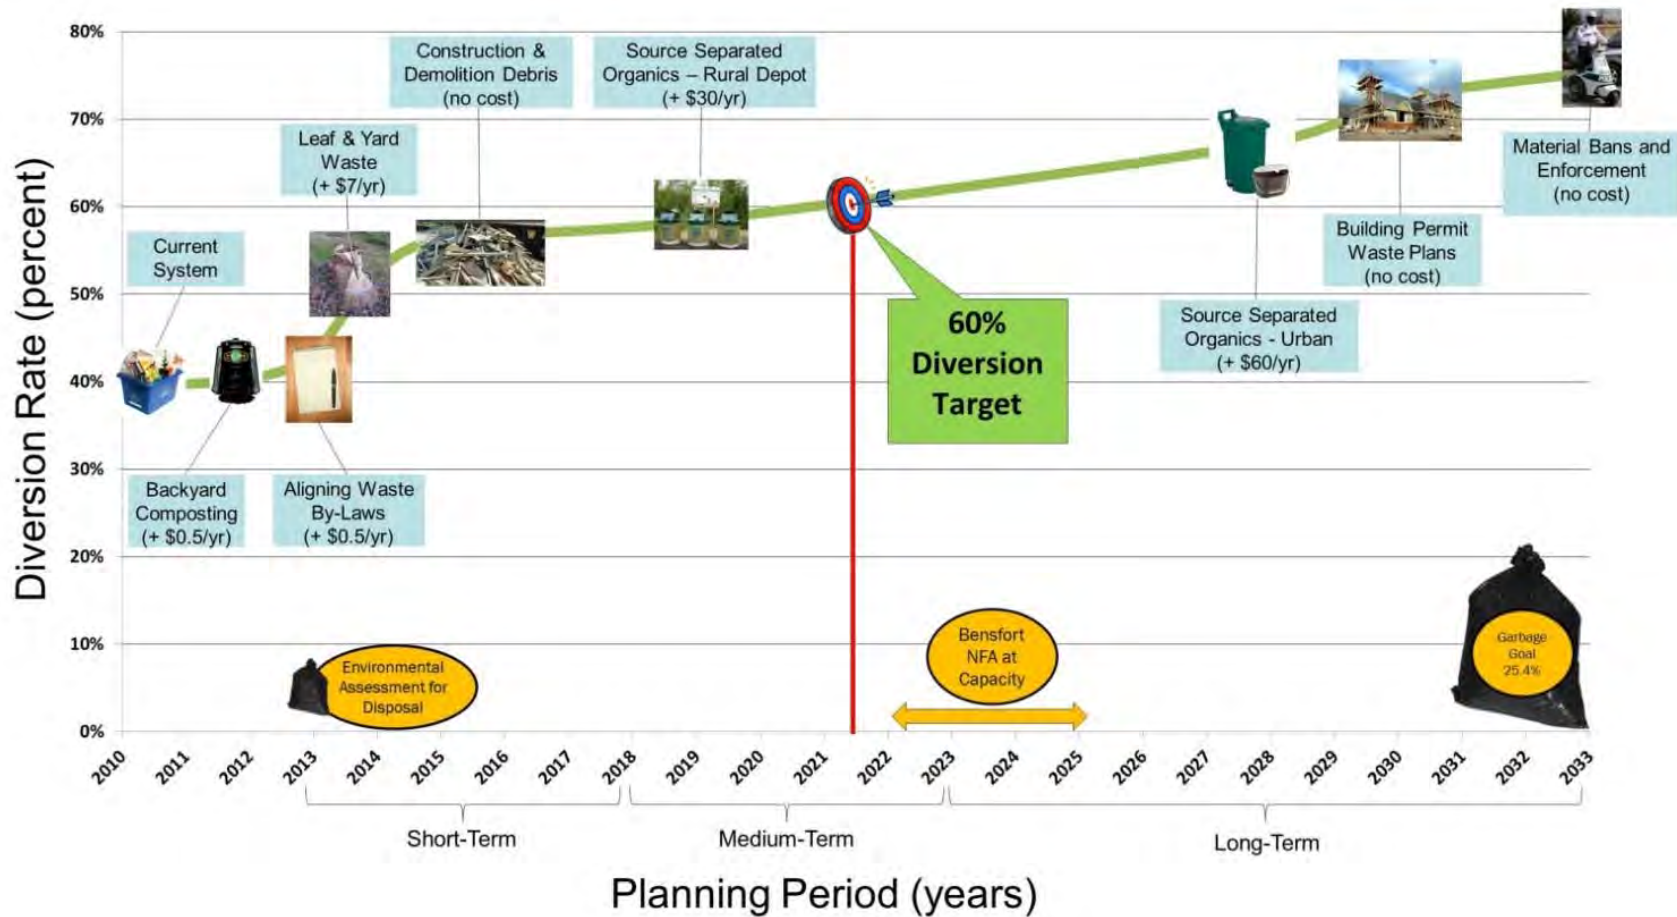 80%
70%
60%
50%
40%
30%
20%
10%
0%
Diversion Rate (percent)
Current
System
Backyard
Composting
(+ $0.5/yr)
Aligning Waste
By-Laws
(+ $0.5/yr)
Leaf & Yard
Waste
(+ $7/yr)
Construction &
Demolition Debris
(no cost)
Source Separated
Organics – Rural Depot
(+ $30/yr)
60%
Diversion
Target
Source Separated
Organics - Urban
(+ $60/yr)
Building Permit
Waste Plans
(no cost)
Material Bans and
Enforcement
(no cost)
Environmental
Assessment for
Disposal
Bensfort
NFA at
Capacity
Garbage
Goal
25.4%
2010
2011
2012
2013
2014
2015
2016
2017
2018
2019
2020
2021
2022
2023
2024
2025
2026
2027
2028
2029
2030
2031
2032
2033
Short-Term
Medium-Term
Long-Term
Planning Period (years)